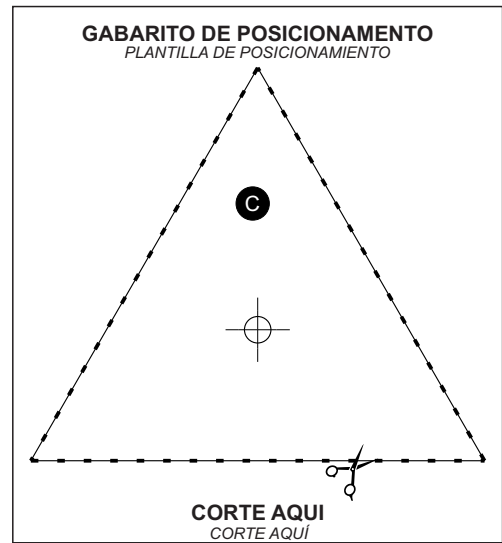 GABARITO DE POSICIONAMENTO
PLANTILLA DE POSICIONAMIENTO
C
CORTE AQUI
CORTE AQUÍ